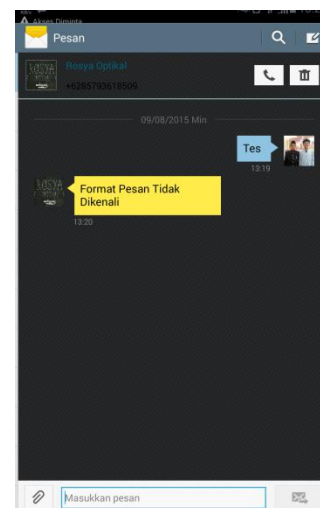 Akses Diminta
Pesan
Rosya Optikal
+6285793618509
09/08/2015 Min
Tes
13:19
Format Pesan Tidak
Dikenali
13:20
Masukkan pesan